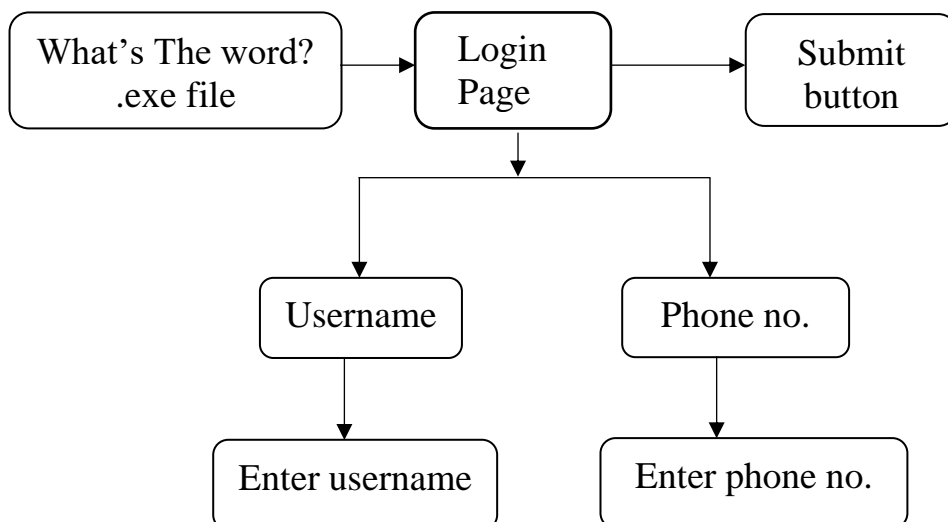 What’s The word?
.exe file
Login
Page
Submit
button
Username
Phone no.
Enter username
Enter phone no.